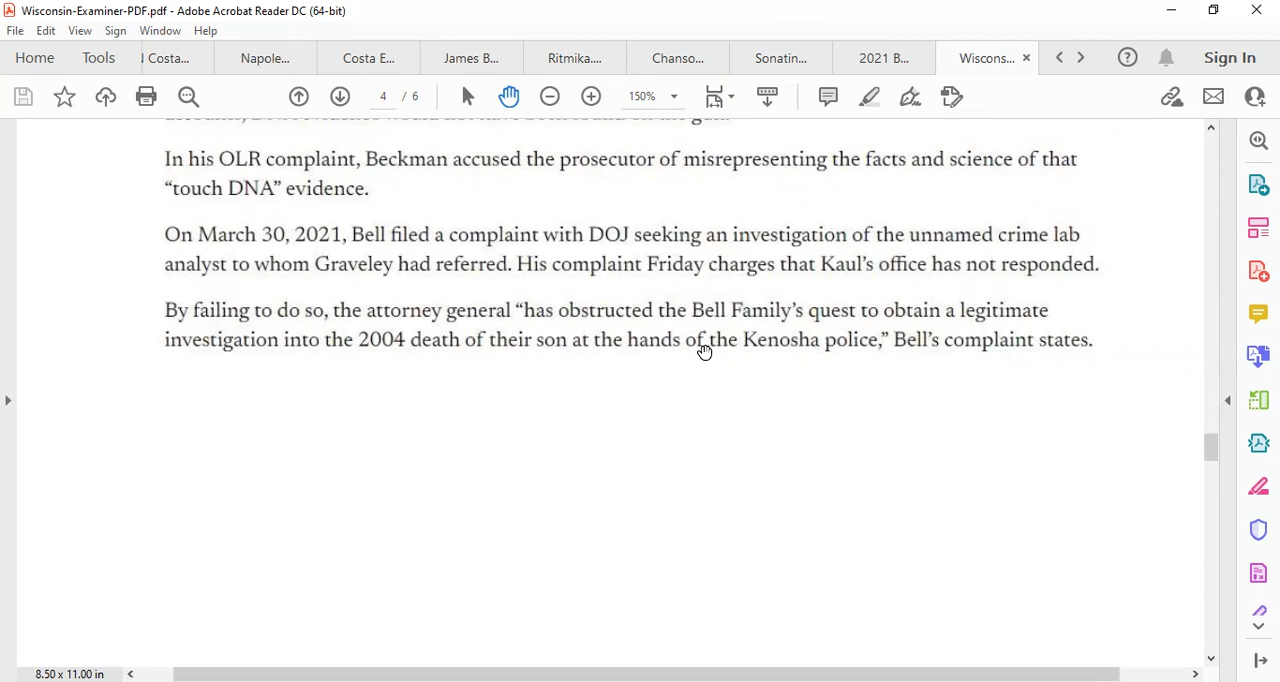 Wisconsin-Examiner-PDF.pdf - Adobe Acrobat Reader DC (64-bit)
File Edit View Sign Window Help
Home Tools l Costa... Napole... Costa E... James B... Ritmika.... Chanso... Sonatin... 2021 B... Wiscons... × Sign In
4 / 6 150%
In his OLR complaint, Beckman accused the prosecutor of misrepresenting the facts and science of that
“touch DNA” evidence.
On March 30, 2021, Bell filed a complaint with DOJ seeking an investigation of the unnamed crime lab
analyst to whom Graveley had referred. His complaint Friday charges that Kaul’s office has not responded.
By failing to do so, the attorney general “has obstructed the Bell Family’s quest to obtain a legitimate
investigation into the 2004 death of their son at the hands of the Kenosha police,” Bell’s complaint states.
8.50 x 11.00 in